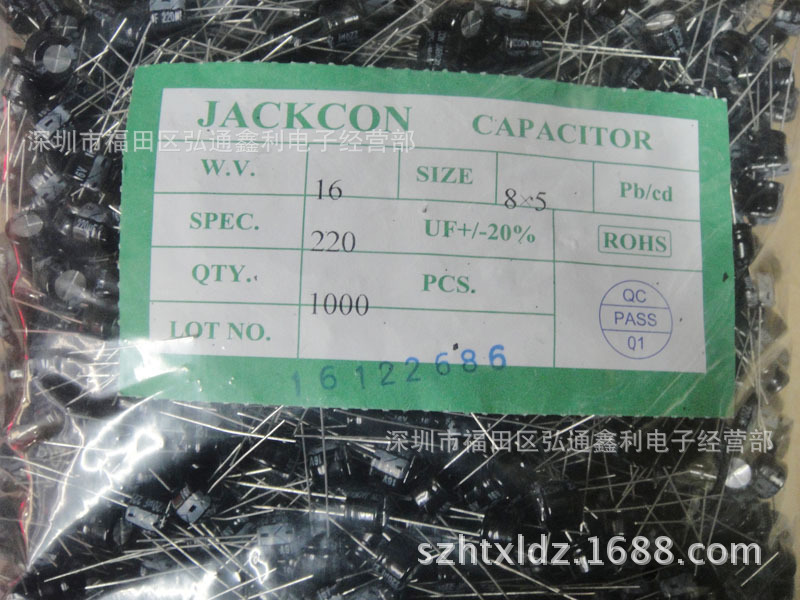 JACKCON CAPACITOR
深圳市福田区弘通鑫利电子经营部
W.V. 16 SIZE 8×5 Pb/cd
SPEC. 220 UF+/-20% ROHS
QTY. 1000 PCS.
LOT NO.
QC
PASS
Q1
16122686
深圳市福田区弘通鑫利电子经营部
szhtxldz.1688.com